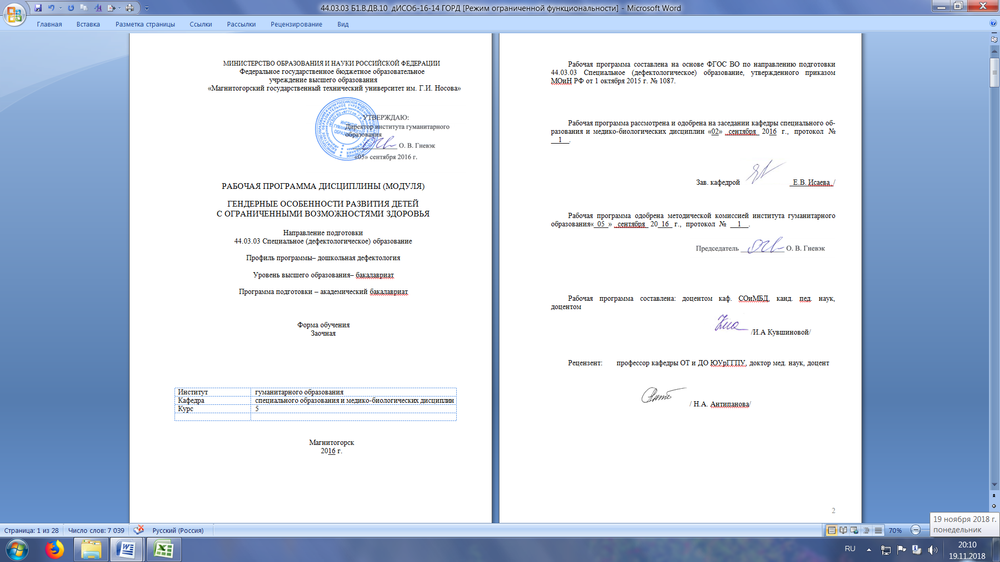 44.03.03 Б1.В.ДВ.10 дИСОб-16-14 ГОРД [Режим ограниченной функциональности] - Microsoft Word
Главная
Вставка
Разметка страницы
Ссылки
Рассылки
Рецензирование
Вид
МИНИСТЕРСТВО ОБРАЗОВАНИЯ И НАУКИ РОССИЙСКОЙ ФЕДЕРАЦИИ
Федеральное государственное бюджетное образовательное
учреждение высшего образования
«Магнитогорский государственный технический университет им. Г.И. Носова»
УТВЕРЖДАЮ:
Директор института гуманитарного
образования
О. В. Гневэк
«05» сентября 2016 г.
ИНСТИТУТ
ГУМАНИТАРНОГО
ОБРАЗОВАНИЯ
РАБОЧАЯ ПРОГРАММА ДИСЦИПЛИНЫ (МОДУЛЯ)
ГЕНДЕРНЫЕ ОСОБЕННОСТИ РАЗВИТИЯ ДЕТЕЙ
С ОГРАНИЧЕННЫМИ ВОЗМОЖНОСТЯМИ ЗДОРОВЬЯ
Направление подготовки
44.03.03 Специальное (дефектологическое) образование
Профиль программы– дошкольная дефектология
Уровень высшего образования– бакалавриат
Программа подготовки – академический бакалавриат
Форма обучения
Заочная
Институт гуманитарного образования
Кафедра специального образования и медико-биологических дисциплин
Курс 5
Магнитогорск
2016 г.
Рабочая программа составлена на основе ФГОС ВО по направлению подготовки
44.03.03 Специальное (дефектологическое) образование, утвержденного приказом
МОиН РФ от 1 октября 2015 г. № 1087.
Рабочая программа рассмотрена и одобрена на заседании кафедры специального об-
разования и медико-биологических дисциплин «02» сентября 2016 г., протокол №
1 .
Зав. кафедрой Е.В. Исаева /
Рабочая программа одобрена методической комиссией института гуманитарного
образования« 05 » сентября 20 16 г., протокол № 1 .
Председатель ____________ О. В. Гневэк
Рабочая программа составлена: доцентом каф. СОиМБД, канд. пед. наук,
доцентом
/И.А Кувшиновой/
Рецензент: профессор кафедры ОТ и ДО ЮУрГГПУ, доктор мед. наук, доцент
/ Н.А. Антипанова/
2
Страница: 1 из 28
Число слов: 7 039
Русский (Россия)
70%
19 ноября 2018 г.
понедельник
RU
20:10
19.11.2018